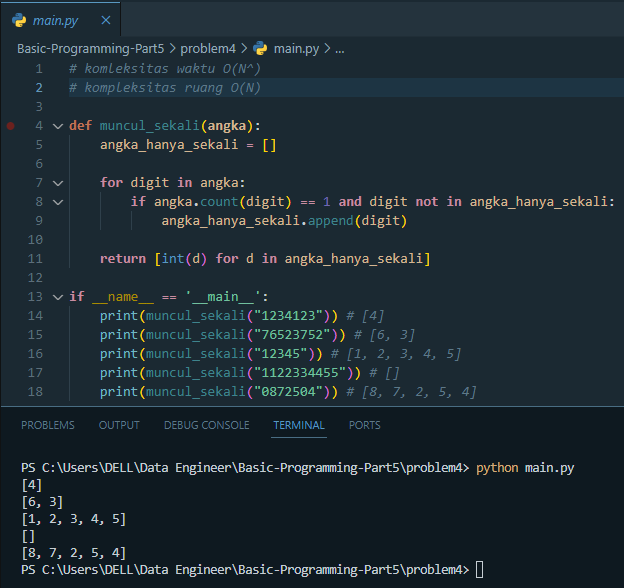 main.py ×
Basic-Programming-Part5 > problem4 > main.py > ...
1 # komleksitas waktu O(N^)
2 # kompleksitas ruang O(N)
3
4 def muncul_sekali(angka):
5 angka_hanya_sekali = []
6
7 for digit in angka:
8 if angka.count(digit) == 1 and digit not in angka_hanya_sekali:
9 angka_hanya_sekali.append(digit)
10
11 return [int(d) for d in angka_hanya_sekali]
12
13 if __name__ == '__main__':
14 print(muncul_sekali("1234123")) # [4]
15 print(muncul_sekali("76523752")) # [6, 3]
16 print(muncul_sekali("12345")) # [1, 2, 3, 4, 5]
17 print(muncul_sekali("1122334455")) # []
18 print(muncul_sekali("0872504")) # [8, 7, 2, 5, 4]
PROBLEMS OUTPUT DEBUG CONSOLE TERMINAL PORTS
PS C:\Users\DELL\Data Engineer\Basic-Programming-Part5\problem4> python main.py
[4]
[6, 3]
[1, 2, 3, 4, 5]
[]
[8, 7, 2, 5, 4]
PS C:\Users\DELL\Data Engineer\Basic-Programming-Part5\problem4>